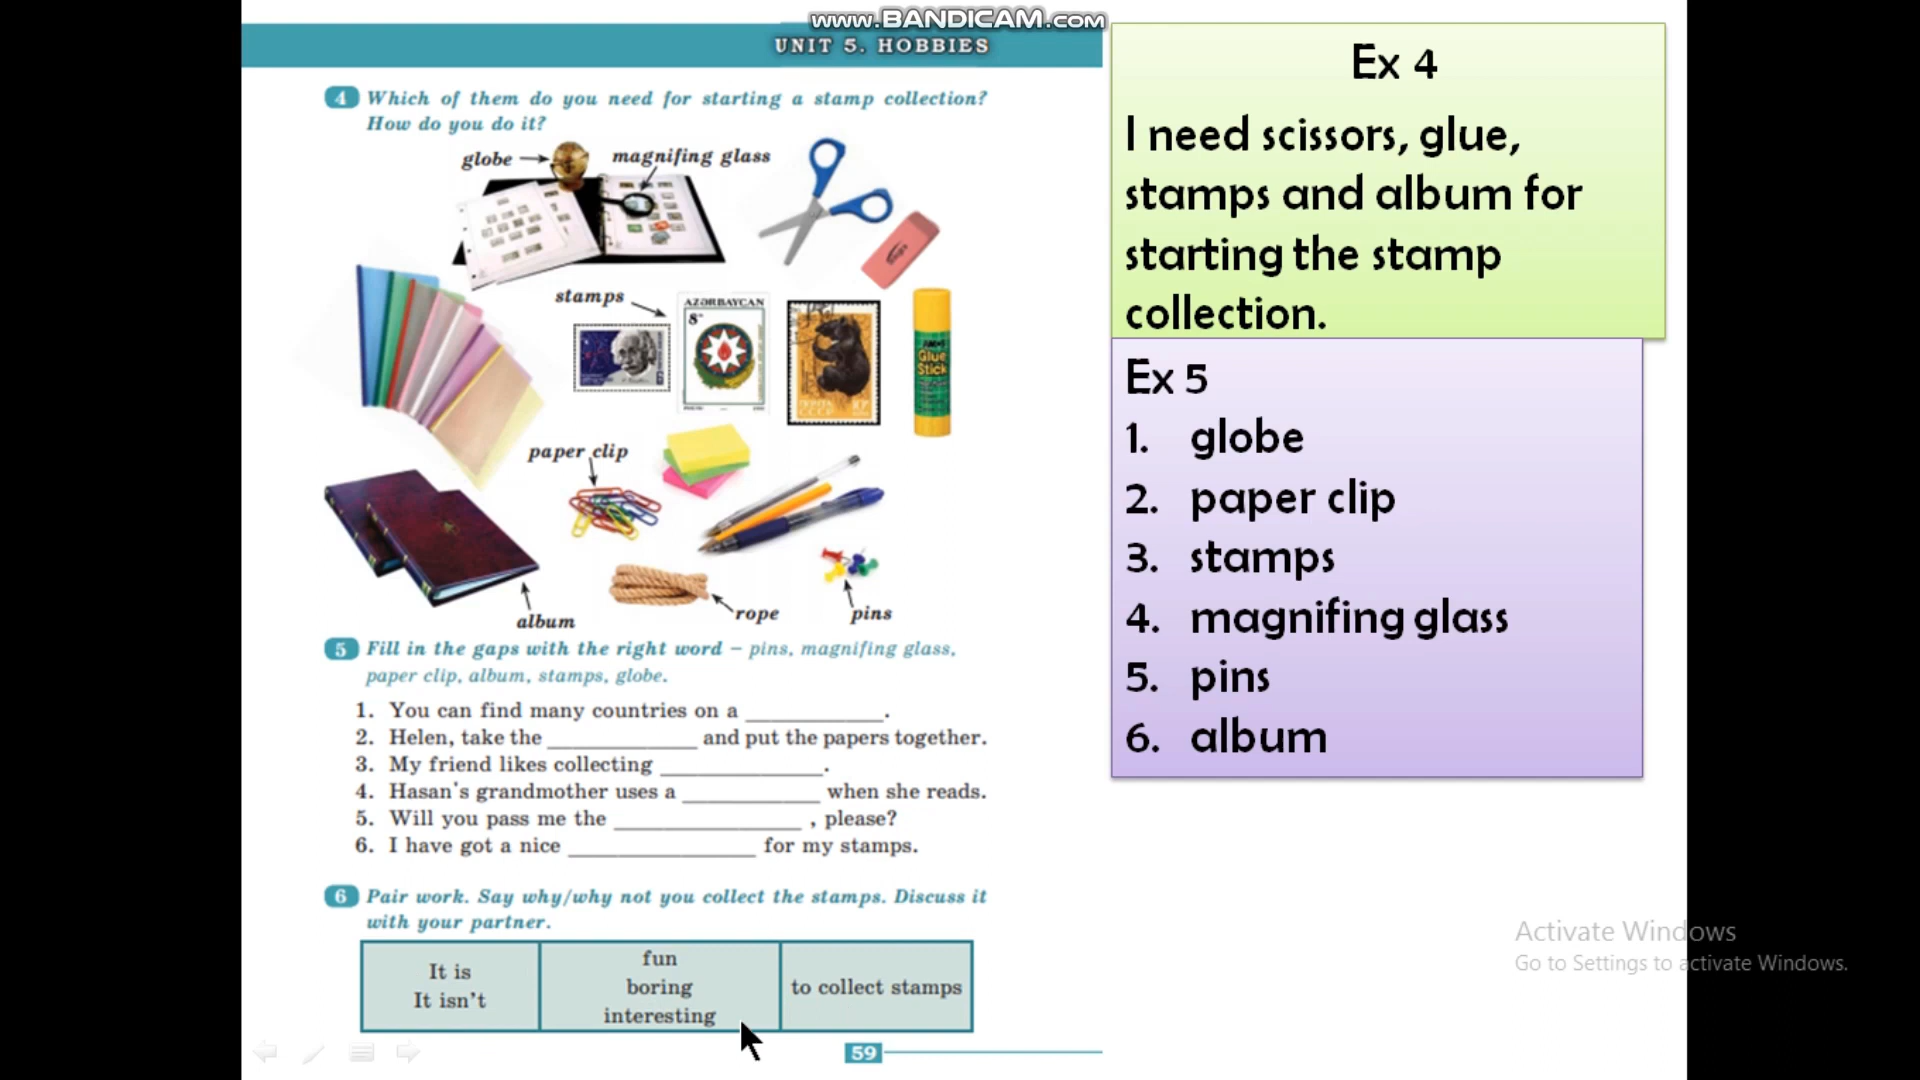 www.BANDICAM.com
UNIT 5. HOBBIES
4 Which of them do you need for starting a stamp collection?
How do you do it?
globe
magnifing glass
stamps
AZƏRBAYCAN
8
Glue
Stick
paper clip
album
rope
pins
5 Fill in the gaps with the right word – pins, magnifing glass,
paper clip, album, stamps, globe.
1. You can find many countries on a ____________.
2. Helen, take the _____________ and put the papers together.
3. My friend likes collecting ______________.
4. Hasan's grandmother uses a ____________ when she reads.
5. Will you pass me the ________________ , please?
6. I have got a nice ________________ for my stamps.
6 Pair work. Say why/why not you collect the stamps. Discuss it
with your partner.
It is
It isn't
fun
boring
interesting
to collect stamps
59
Ex 4
I need scissors, glue,
stamps and album for
starting the stamp
collection.
Ex 5
1. globe
2. paper clip
3. stamps
4. magnifing glass
5. pins
6. album
Activate Windows
Go to Settings to activate Windows.